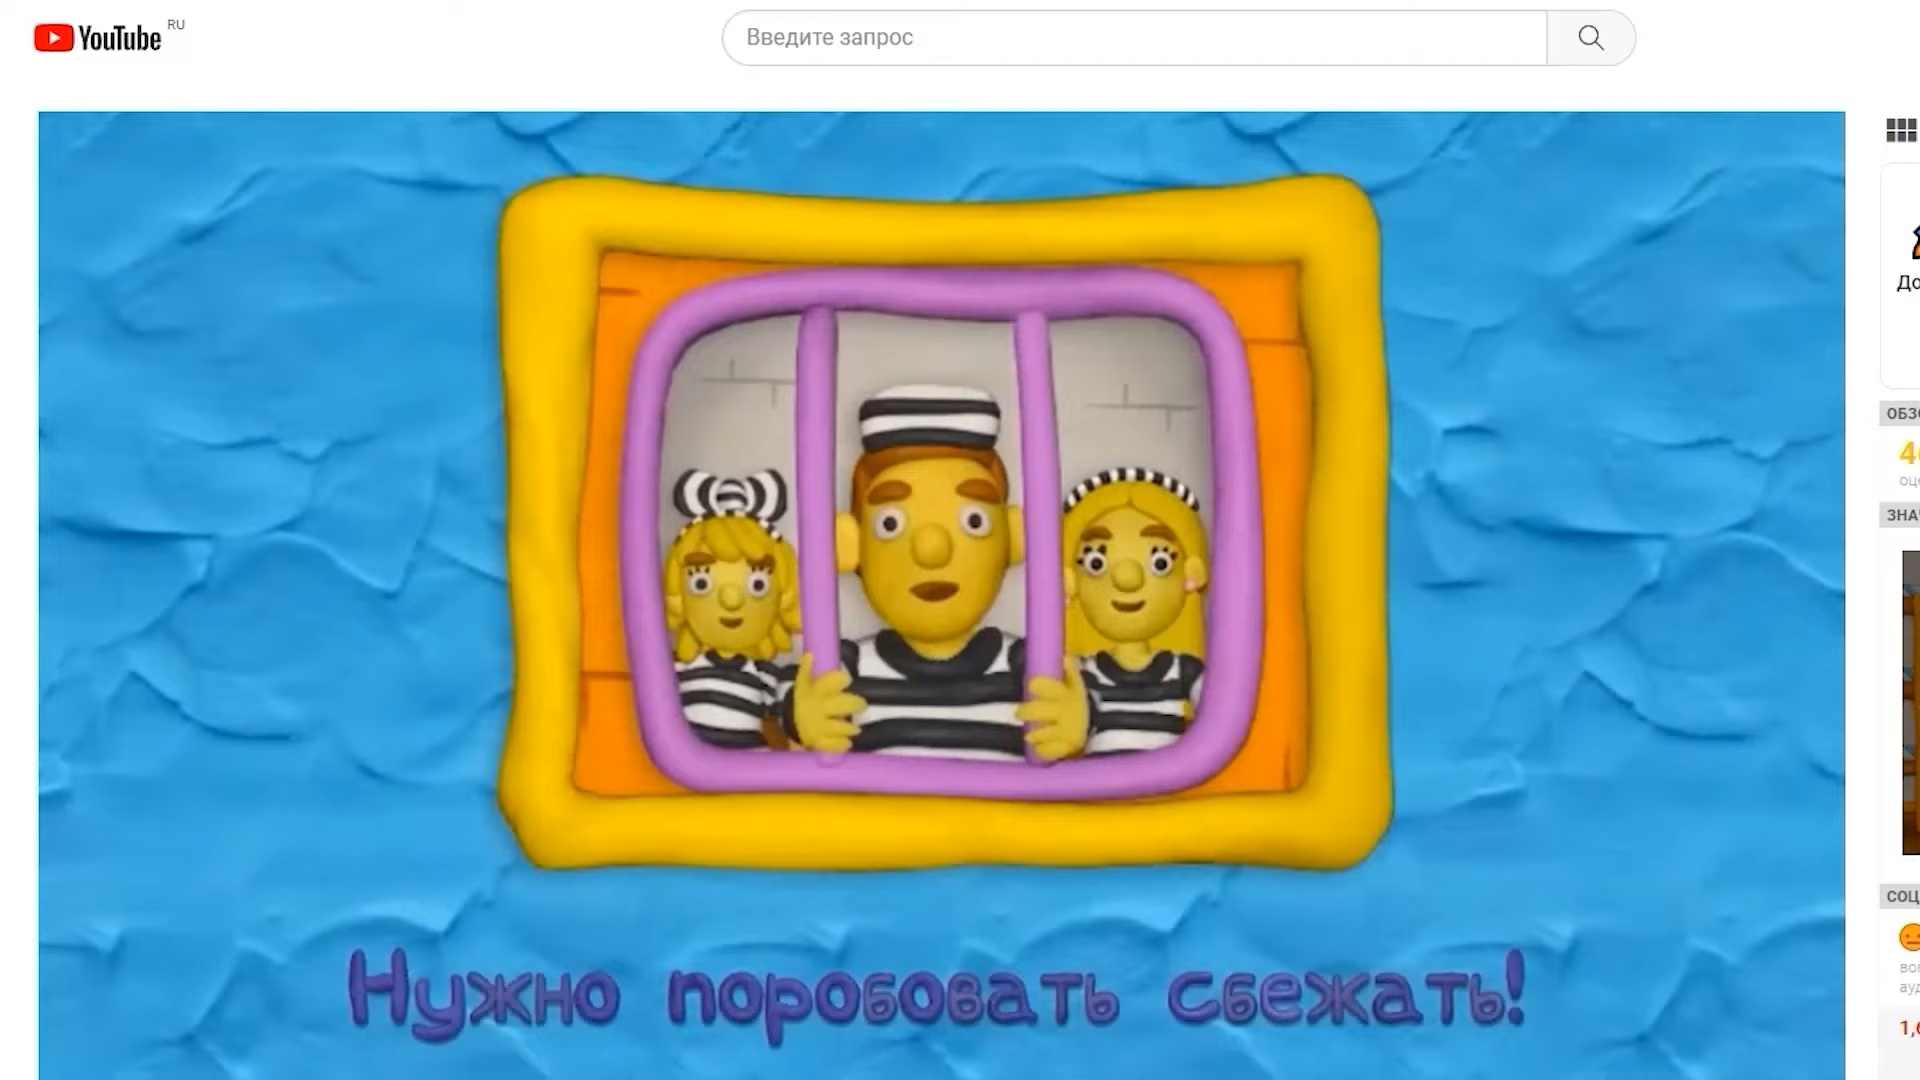 YouTube RU
Введите запрос
Нужно поробовать сбежать!